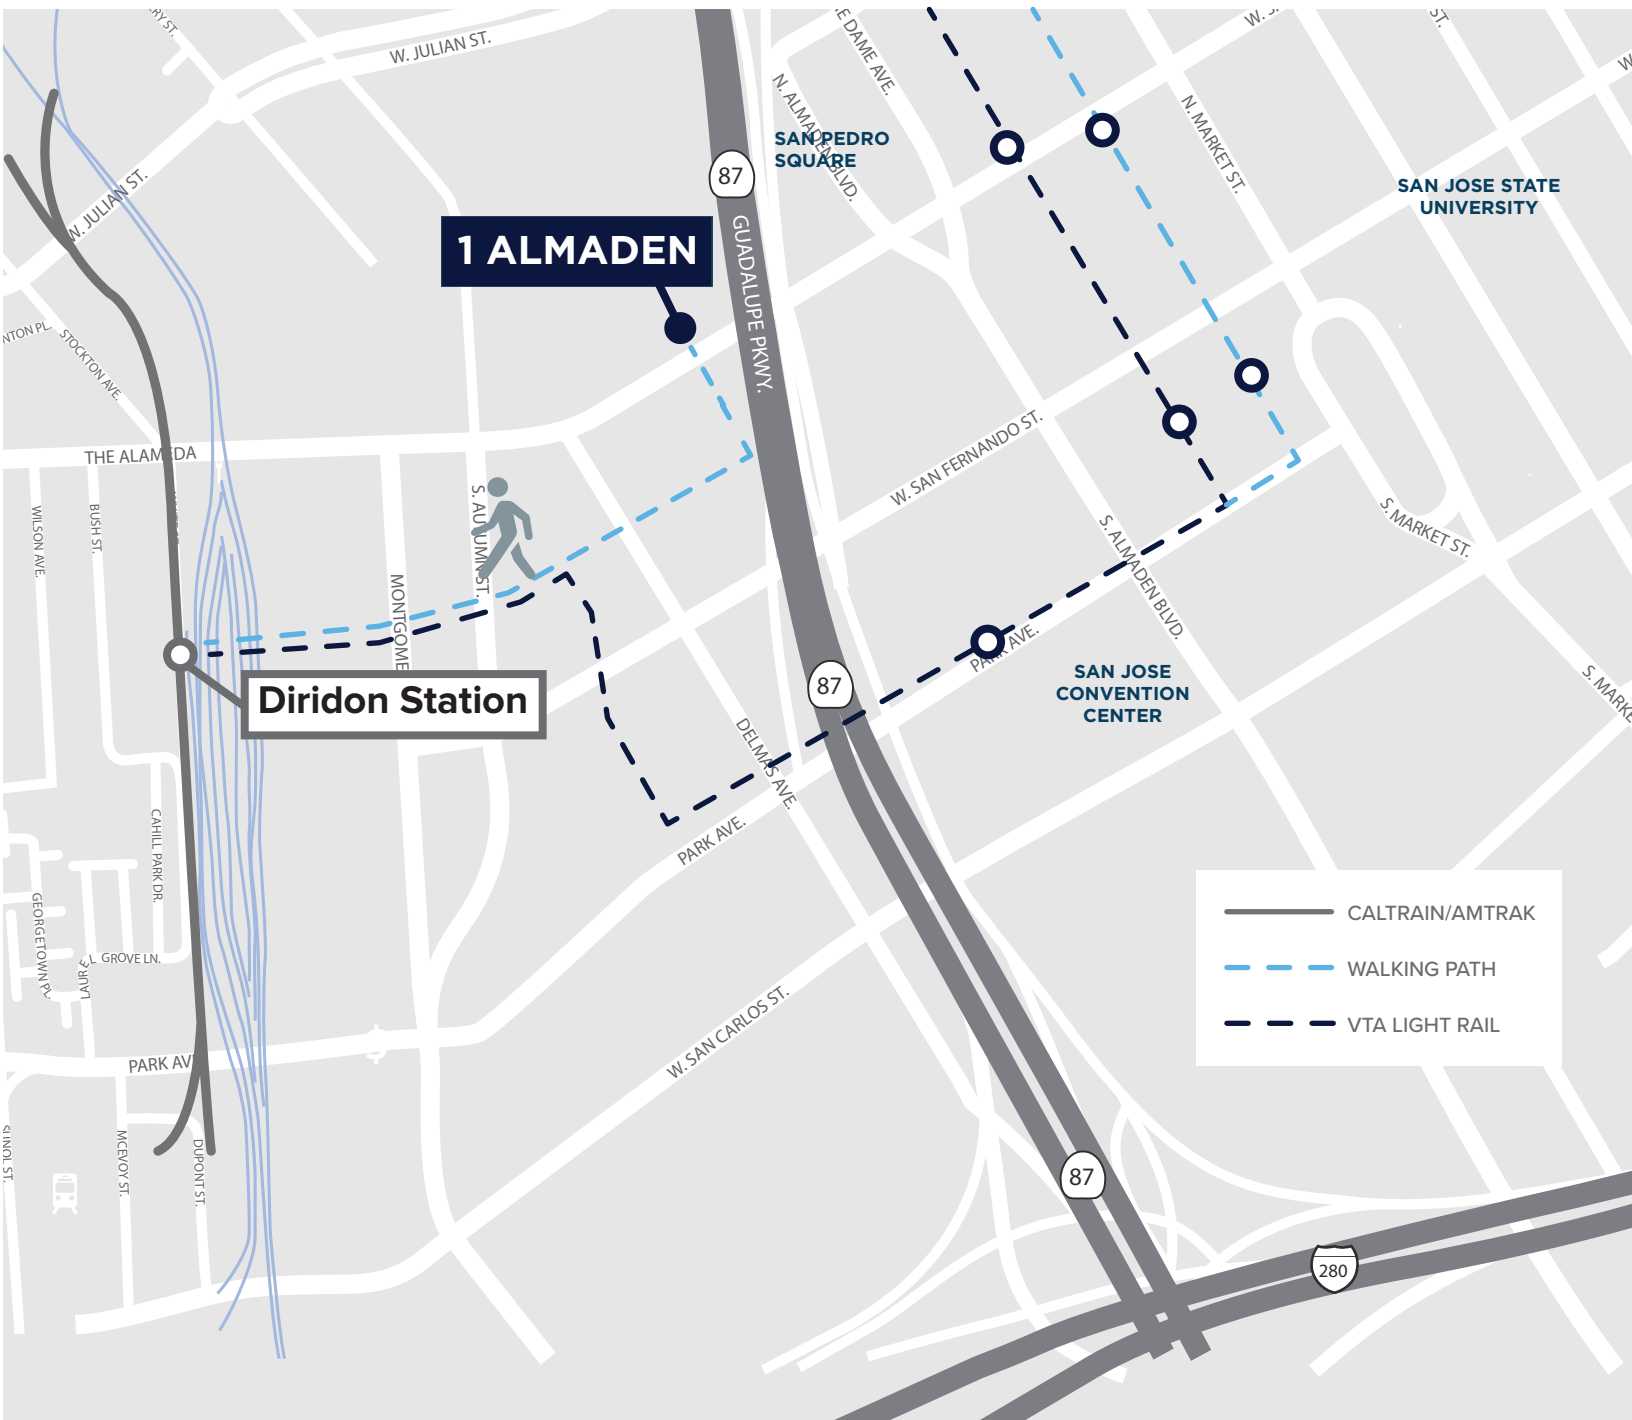 W. JULIAN ST.
W. JULIAN ST.
N. ALMADEN BLVD.
N. MARKET ST.
SAN PEDRO
SQUARE
87
SAN JOSE STATE
UNIVERSITY
1 ALMADEN
GUADALUPE PKWY.
STOCKTON AVE.
THE ALAMEDA
WILSON AVE.
BUSH ST.
MONTGOME
S. AUTUMN ST.
W. SAN FERNANDO ST.
S. ALMADEN BLVD.
S. MARKET ST.
Diridon Station
87
PARK AVE.
SAN JOSE
CONVENTION
CENTER
S. MARKE
DELMAS AVE.
PARK AVE.
CAHILL PARK DR.
GEORGETOWN PL.
LAUREL GROVE LN.
W. SAN CARLOS ST.
PARK AV
MCEVOY ST.
DUPONT ST.
CALTRAIN/AMTRAK
WALKING PATH
VTA LIGHT RAIL
87
280